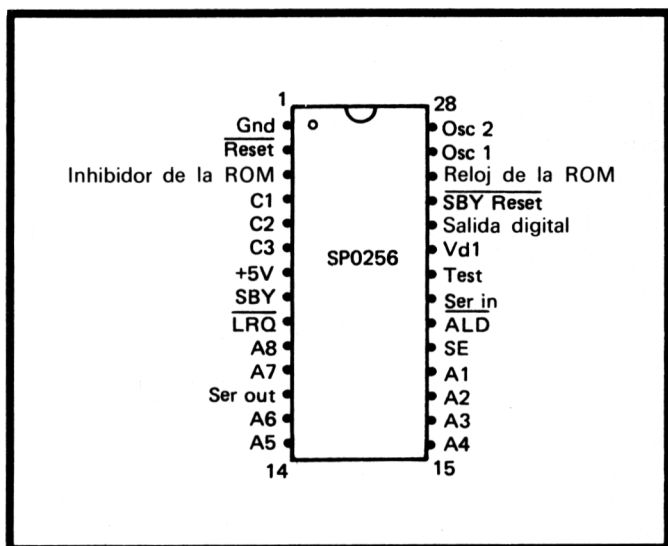 1 28
Gnd Osc 2
Reset Osc 1
Inhibidor de la ROM Reloj de la ROM
C1 SBY Reset
C2 Salida digital
C3 Vd1
SP0256
+5V Test
SBY Ser in
LRQ ALD
A8 SE
A7 A1
Ser out A2
A6 A3
A5 A4
14 15